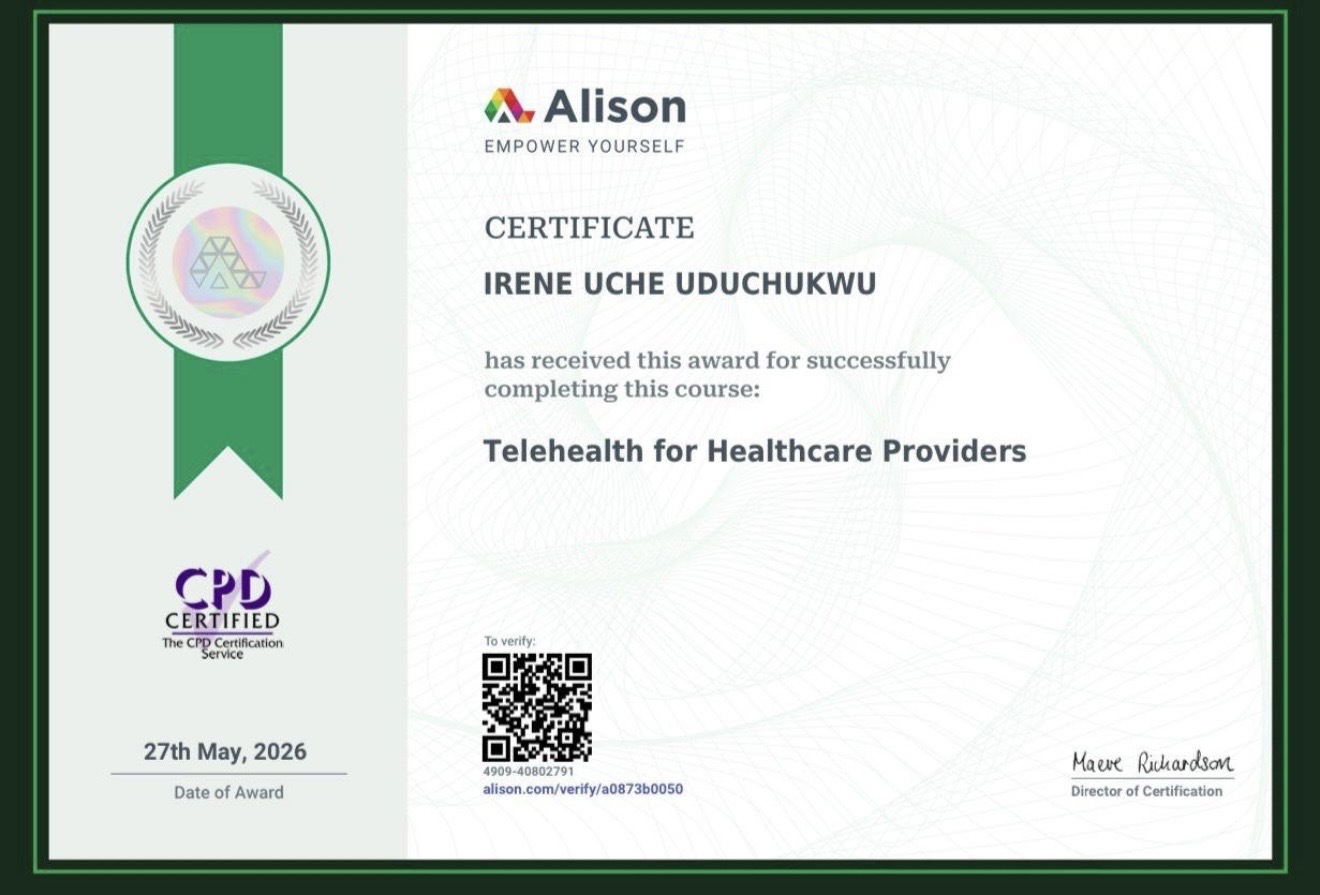 Alison
EMPOWER YOURSELF
CERTIFICATE
IRENE UCHE UDUCHUKWU
has received this award for successfully
completing this course:
Telehealth for Healthcare Providers
CPD
CERTIFIED
The CPD Certification
Service
27th May, 2026
Date of Award
To verify:
4909-40802791
alison.com/verify/a0873b0050
Maeve Richardson
Director of Certification